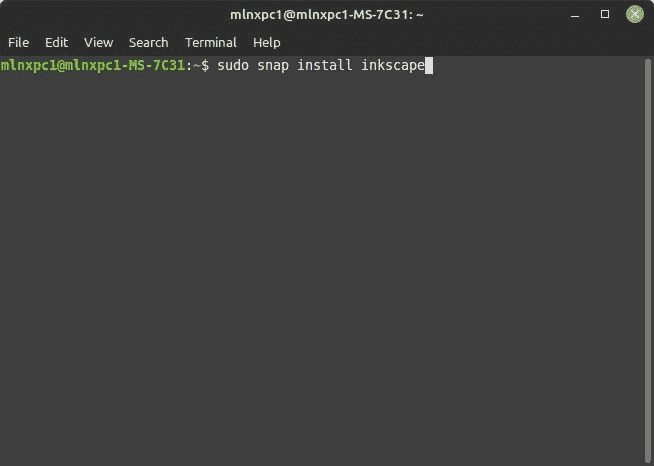 mlnxpc1@mlnxpc1-MS-7C31: ~
File Edit View Search Terminal Help
mlnxpc1@mlnxpc1-MS-7C31:~$ sudo snap install inkscape